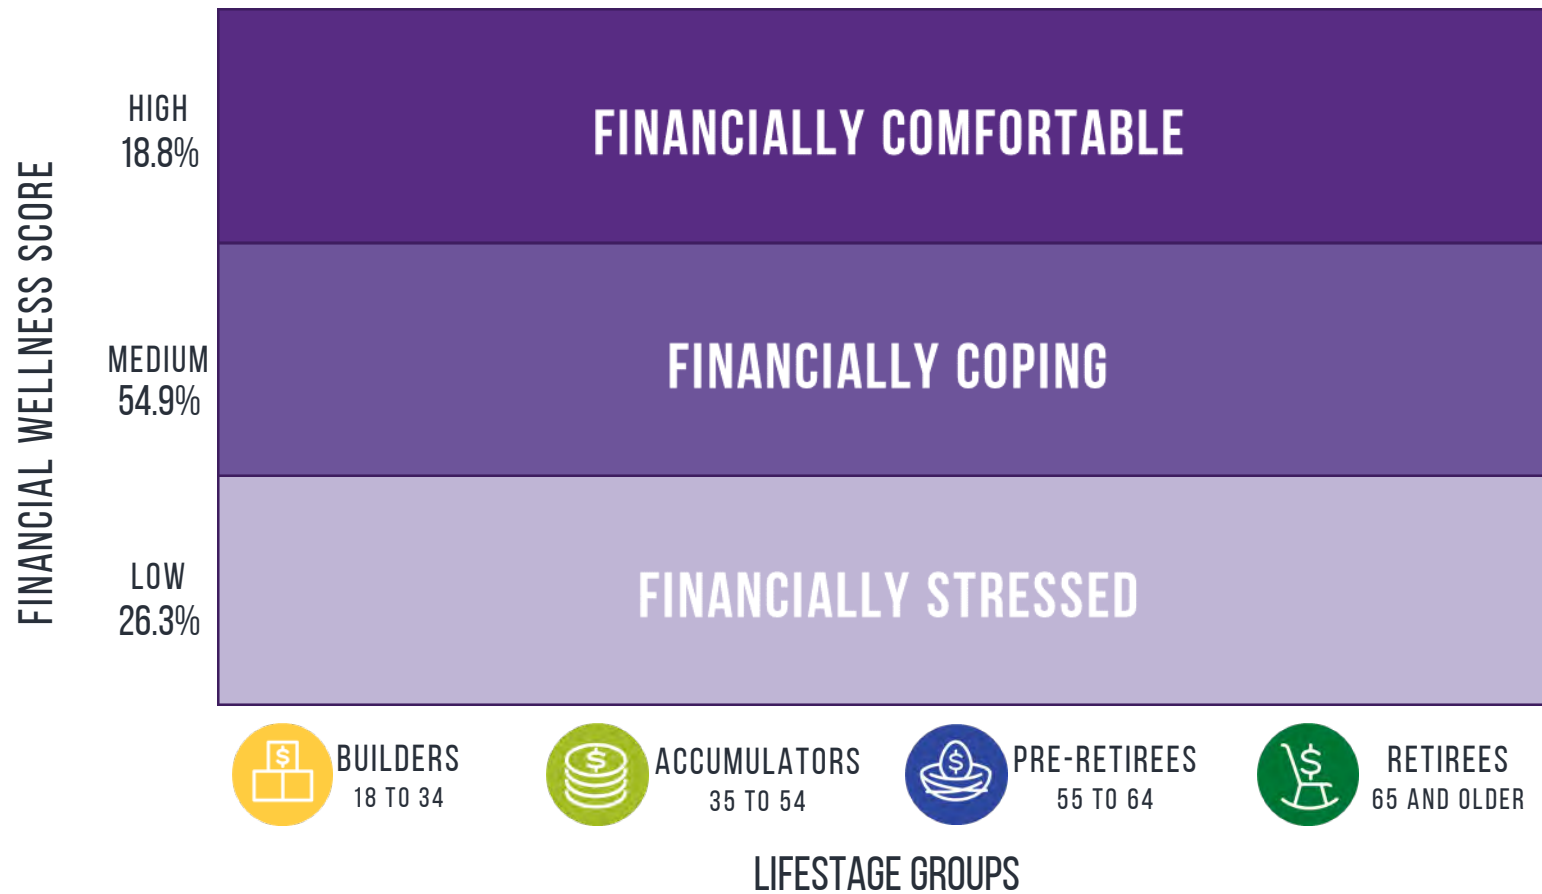 FINANCIAL WELLNESS SCORE
HIGH
18.8%
FINANCIALLY COMFORTABLE
MEDIUM
54.9%
FINANCIALLY COPING
LOW
26.3%
FINANCIALLY STRESSED
$
BUILDERS
18 TO 34
$
ACCUMULATORS
35 TO 54
$
PRE-RETIREES
55 TO 64
$
RETIREES
65 AND OLDER
LIFESTAGE GROUPS